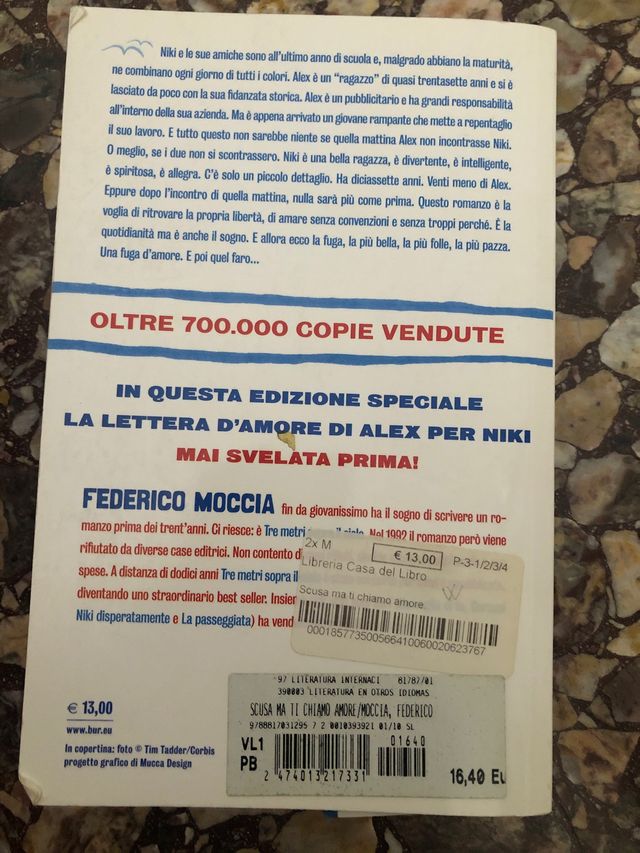 Niki e le sue amiche sono all'ultimo anno di scuola e, malgrado abbiano la maturità,
ne combinano ogni giorno di tutti i colori. Alex è un "ragazzo" di quasi trentasette anni e si è
lasciato da poco con la sua fidanzata storica. Alex è un pubblicitario e ha grandi responsabilità
all'interno della sua azienda. Ma è appena arrivato un giovane rampante che mette a repentaglio
il suo lavoro. E tutto questo non sarebbe niente se quella mattina Alex non incontrasse Niki.
O meglio, se i due non si scontrassero. Niki è una bella ragazza, è divertente, è intelligente,
è spiritosa, è allegra. C'è solo un piccolo dettaglio. Ha diciassette anni. Venti meno di Alex.
Eppure dopo l'incontro di quella mattina, nulla sarà più come prima. Questo romanzo è la
voglia di ritrovare la propria libertà, di amare senza convenzioni e senza troppi perché. È la
quotidianità ma è anche il sogno. E allora ecco la fuga, la più bella, la più folle, la più pazza.
Una fuga d'amore. E poi quel faro...
OLTRE 700.000 COPIE VENDUTE
IN QUESTA EDIZIONE SPECIALE
LA LETTERA D'AMORE DI ALEX PER NIKI
MAI SVELATA PRIMA!
FEDERICO MOCCIA fin da giovanissimo ha il sogno di scrivere un ro-
manzo prima dei trent'anni. Ci riesce: è Tre metri sopra il cielo. Nel 1992 il romanzo però viene
rifiutato da diverse case editrici. Non contento d
spese. A distanza di dodici anni Tre metri sopra il
diventando uno straordinario best seller. Insier
Niki disperatamente e La passeggiata) ha vend
2x M € 13,00 P-3-1/2/3/4
Libreria Casa del Libro
Scusa ma ti chiamo amore.
00018577350056641006002062 3767
€ 13,00
www.bur.eu
In copertina: foto © Tim Tadder/Corbis
progetto grafico di Mucca Design
97 LITERATURA INTERNACI 81787/01
390003 LITERATURA EN OTROS IDIOMAS
SCUSA MA TI CHIAMO AMORE/MOCCIA, FEDERICO
9788817031295 7 2 0010393921 01/10 SL
VL1 01640
PB
2 474013217331 16,40 Eu